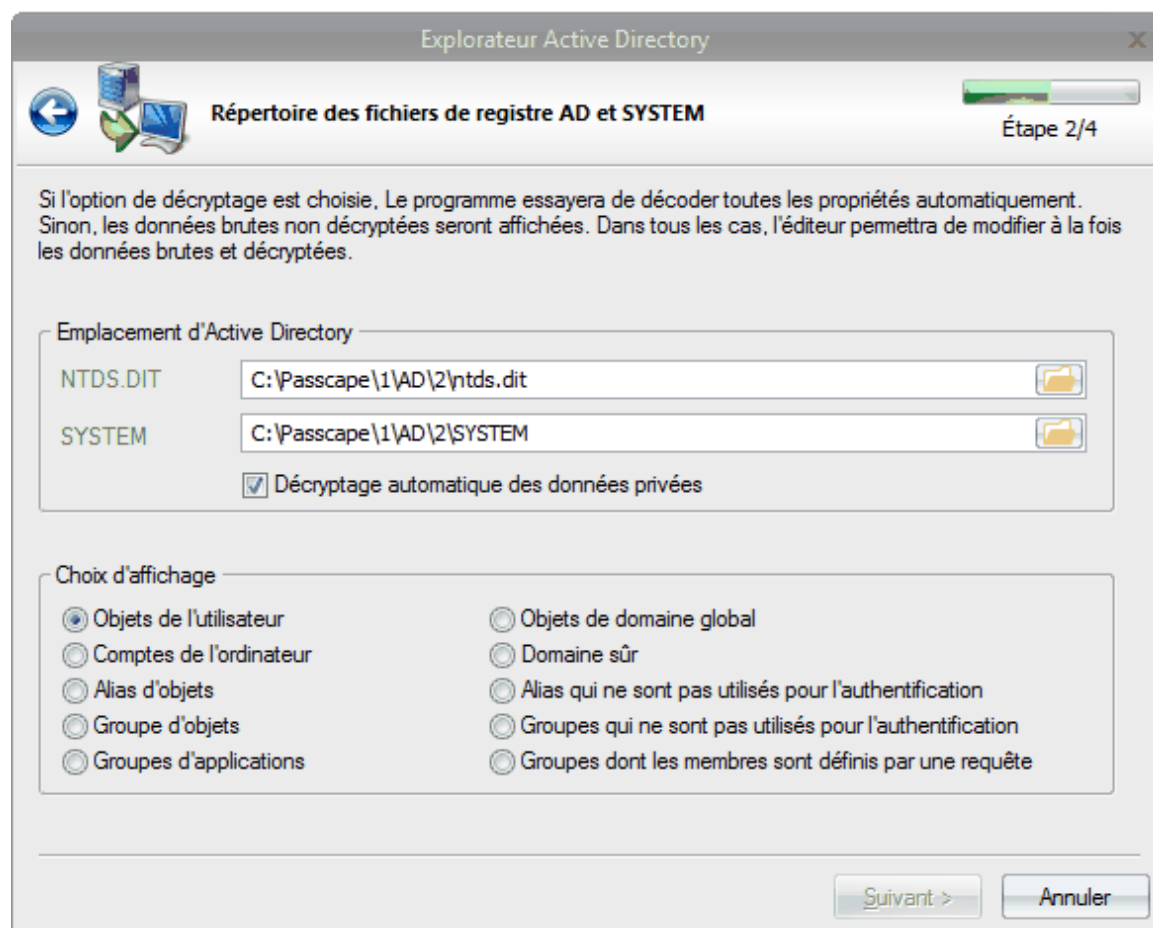 Explorateur Active Directory
x
Répertoire des fichiers de registre AD et SYSTEM
Étape 2/4
Si l'option de décryptage est choisie, Le programme essayera de décoder toutes les propriétés automatiquement.
Sinon, les données brutes non décryptées seront affichées. Dans tous les cas, l'éditeur permettra de modifier à la fois
les données brutes et décryptées.
Emplacement d'Active Directory
NTDS.DIT C:\Passcape\1\AD\2\ntds.dit
SYSTEM C:\Passcape\1\AD\2\SYSTEM
Décryptage automatique des données privées
Choix d'affichage
Objets de l'utilisateur Objets de domaine global
Comptes de l'ordinateur Domaine sûr
Alias d'objets Alias qui ne sont pas utilisés pour l'authentification
Groupe d'objets Groupes qui ne sont pas utilisés pour l'authentification
Groupes d'applications Groupes dont les membres sont définis par une requête
Suivant > Annuler